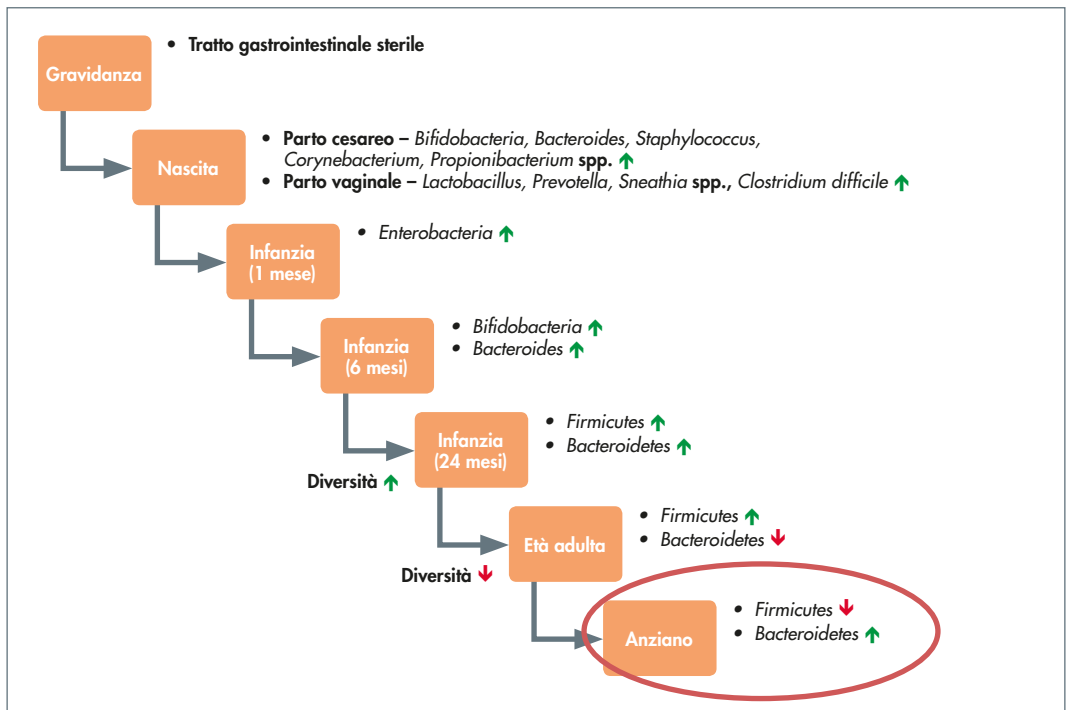 • Tratto gastrointestinale sterile
Gravidanza
• Parto cesareo – Bifidobacteria, Bacteroides, Staphylococcus,
Corynebacterium, Propionibacterium spp. ↑
Nascita
• Parto vaginale – Lactobacillus, Prevotella, Sneathia spp., Clostridium difficile ↑
• Enterobacteria ↑
Infanzia
(1 mese)
• Bifidobacteria ↑
• Bacteroides ↑
Infanzia
(6 mesi)
• Firmicutes ↑
• Bacteroidetes ↑
Infanzia
(24 mesi)
Diversità ↑
• Firmicutes ↑
• Bacteroidetes ↓
Età adulta
Diversità ↓
• Firmicutes ↓
• Bacteroidetes ↑
Anziano